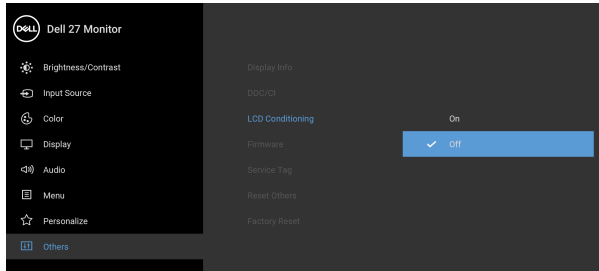 DELL Dell 27 Monitor
Brightness/Contrast
Display Info
Input Source
DDC/CI
Color
LCD Conditioning
On
Display
Firmware
Off
Audio
Service Tag
Menu
Reset Others
Personalize
Factory Reset
Others